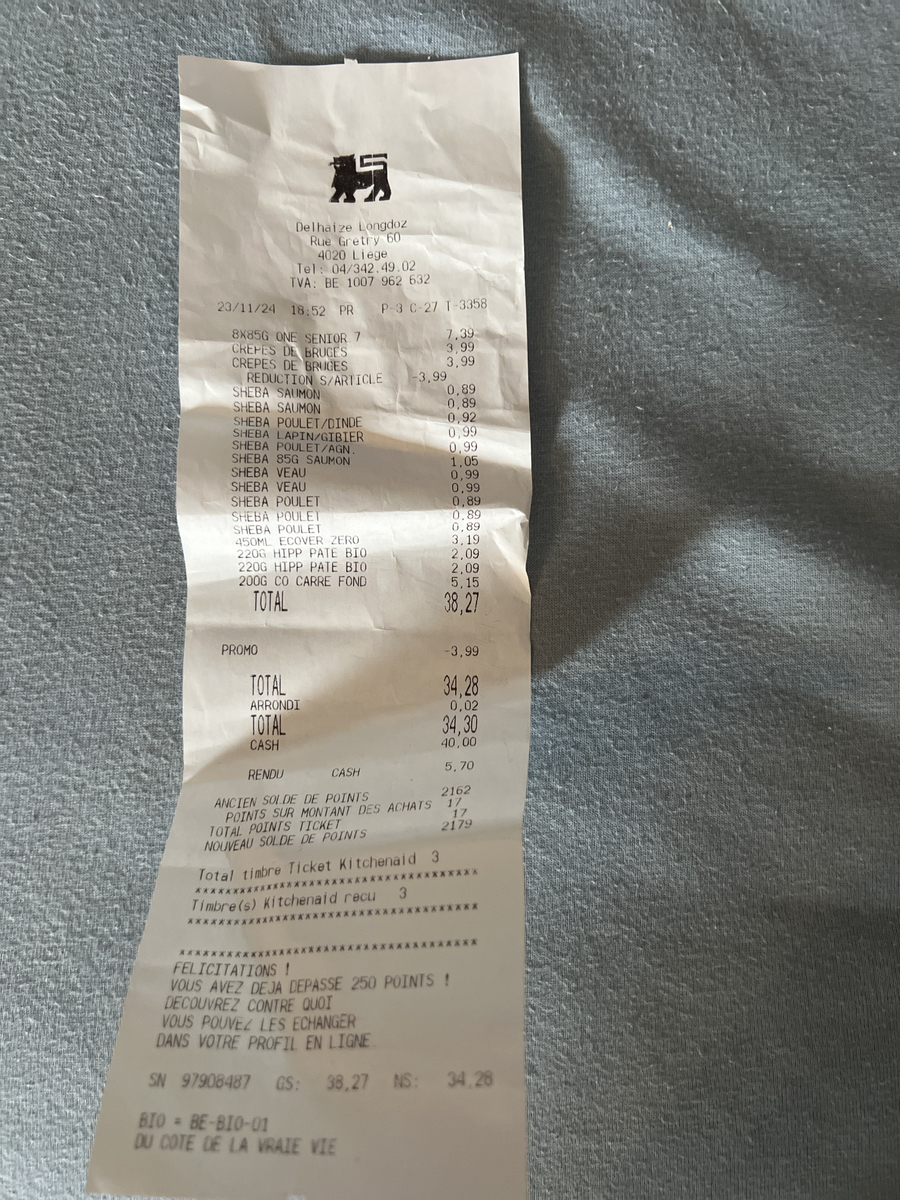 Delhaize Longdoz
Rue Gretry 60
4020 Liege
Tel: 04/342.49.02
TVA: BE 1007 962 632
23/11/24 18:52 PR P-3 C-27 T-3358
8X85G ONE SENIOR 7 7,39
CREPES DE BRUGES 3,99
CREPES DE BRUGES 3,99
REDUCTION S/ARTICLE -3,99
SHEBA SAUMON 0,89
SHEBA SAUMON 0,89
SHEBA POULET/DINDE 0,92
SHEBA LAPIN/GIBIER 0,99
SHEBA POULET/AGN. 0,99
SHEBA 85G SAUMON 1,05
SHEBA VEAU 0,99
SHEBA VEAU 0,99
SHEBA POULET 0,89
SHEBA POULET 0,89
SHEBA POULET 0,89
450ML ECOVER ZERO 3,19
220G HIPP PATE BIO 2,09
220G HIPP PATE BIO 2,09
200G CO CARRE FOND 5,15
TOTAL 38,27
PROMO -3,99
TOTAL 34,28
ARRONDI 0,02
TOTAL 34,30
CASH 40,00
RENDU CASH 5,70
ANCIEN SOLDE DE POINTS 2162
POINTS SUR MONTANT DES ACHATS 17
TOTAL POINTS TICKET 17
NOUVEAU SOLDE DE POINTS 2179
Total timbre Ticket Kitchenaid 3
****************************************
Timbre(s) Kitchenaid recu 3
****************************************
****************************************
FELICITATIONS !
VOUS AVEZ DEJA DEPASSE 250 POINTS !
DECOUVREZ CONTRE QUOI
VOUS POUVEZ LES ECHANGER
DANS VOTRE PROFIL EN LIGNE.
SN 97908487 GS: 38,27 NS: 34,28
BIO = BE-BIO-01
DU COTE DE LA VRAIE VIE